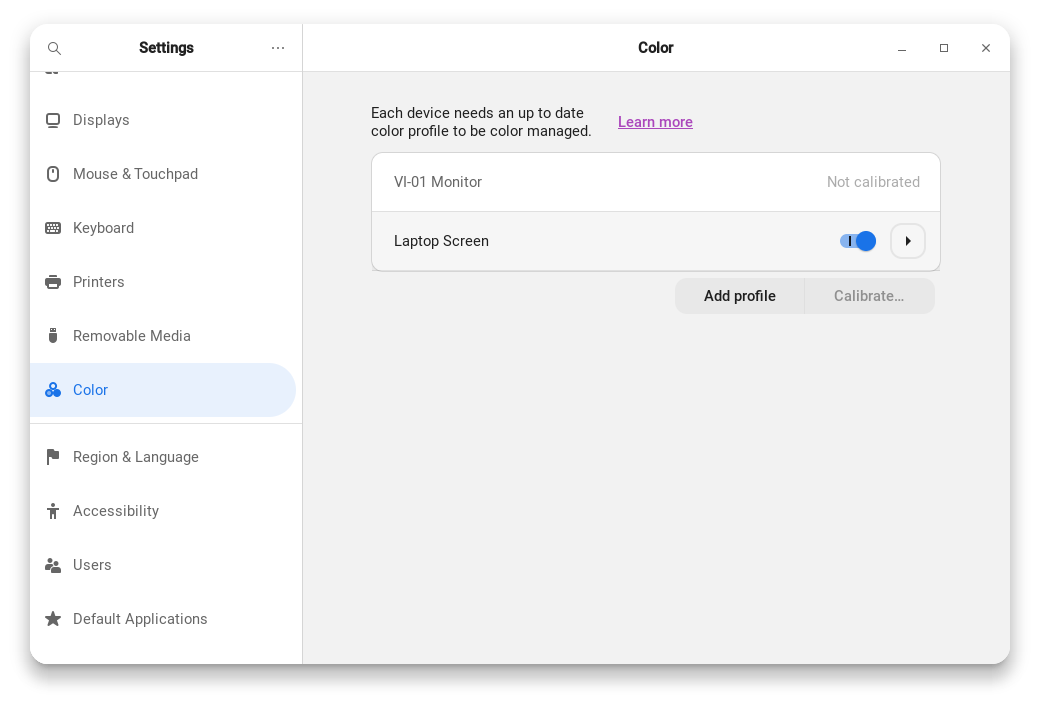 Settings
Color
Displays
Mouse & Touchpad
Keyboard
Printers
Removable Media
Color
Region & Language
Accessibility
Users
Default Applications
Each device needs an up to date
color profile to be color managed.
Learn more
VI-01 Monitor
Not calibrated
Laptop Screen
Add profile
Calibrate…